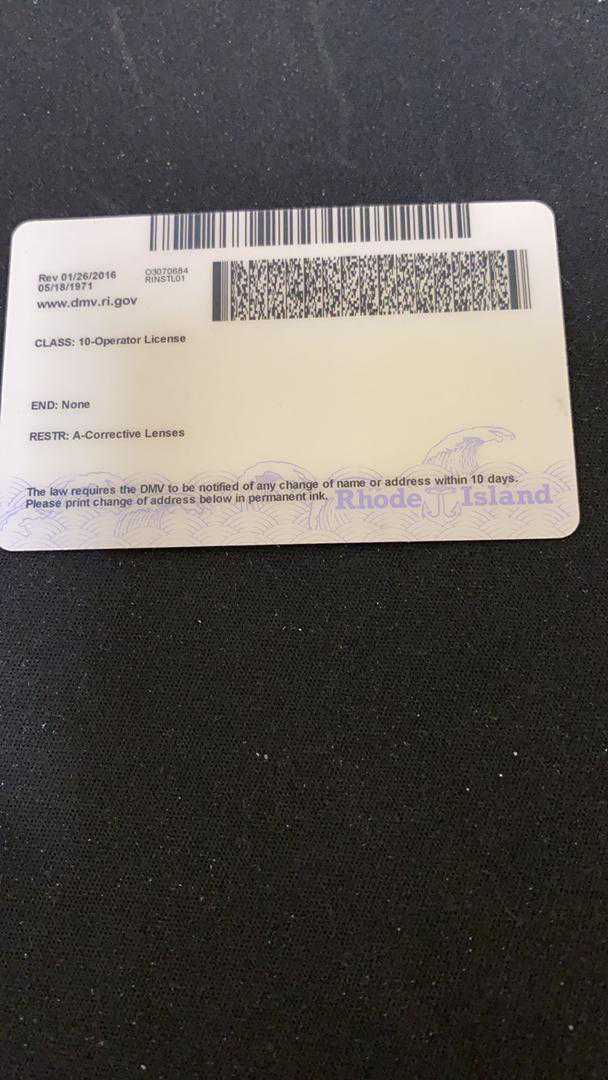 Rev 01/26/2016
05/18/1971
O3070684
RINSTL01
www.dmv.ri.gov
CLASS: 10-Operator License
END: None
RESTR: A-Corrective Lenses
The law requires the DMV to be notified of any change of name or address within 10 days.
Please print change of address below in permanent ink.
Rhode Island